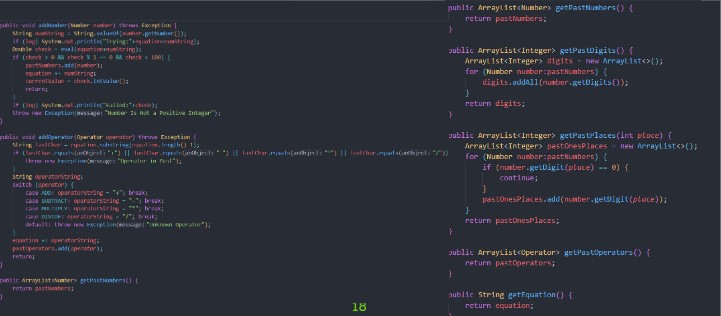 public void addNumber(Number number) throws Exception {
String numString = String.valueOf(number.getNumber());
if (log) System.out.println("Trying:"+equation+numString);
Double check = eval(equation+numString);
if (check > 0 && check % 1 == 0 && check < 100) {
pastNumbers.add(number);
equation += numString;
currentValue = check.intValue();
return;
}
if (log) System.out.println("Failed:"+check);
throw new Exception(message: "Number Is Not a Positive Integer");
}
public void addOperator(Operator operator) throws Exception {
String lastChar = equation.substring(equation.length()-1);
if (lastChar.equals(anObject: "+") || lastChar.equals(anObject: "-") || lastChar.equals(anObject: "*") || lastChar.equals(anObject: "/"))
throw new Exception(message: "Operator in Past");
}
String operatorString;
switch (operator) {
case ADD: operatorString = "+"; break;
case SUBTRACT: operatorString = "-"; break;
case MULTIPLY: operatorString = "*"; break;
case DIVIDE: operatorString = "/"; break;
default: throw new Exception(message: "Unknown Operator");
}
equation += operatorString;
pastOperators.add(operator);
return;
}
public ArrayList<Number> getPastNumbers() {
return pastNumbers;
}
18
public ArrayList<Number> getPastNumbers() {
return pastNumbers;
}
public ArrayList<Integer> getPastDigits() {
ArrayList<Integer> digits = new ArrayList<>();
for (Number number:pastNumbers) {
digits.addAll(number.getDigits());
}
return digits;
}
public ArrayList<Integer> getPastPlaces(int place) {
ArrayList<Integer> pastOnesPlaces = new ArrayList<>();
for (Number number:pastNumbers) {
if (number.getDigit(place) == 0) {
continue;
}
pastOnesPlaces.add(number.getDigit(place));
}
return pastOnesPlaces;
}
public ArrayList<Operator> getPastOperators() {
return pastOperators;
}
public String getEquation() {
return equation;
}